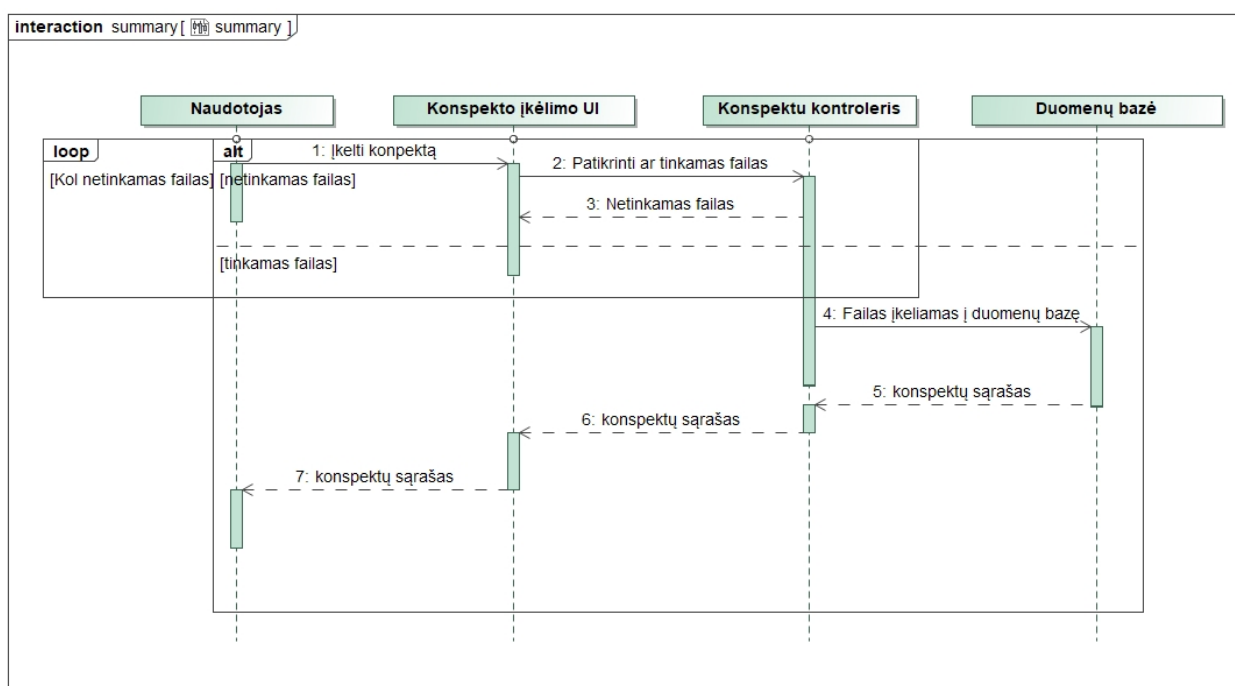 interaction summary[ summary ]
Naudotojas
Konspekto įkėlimo UI
Konspektu kontroleris
Duomenų bazė
loop
alt
1: Įkelti konpektą
2: Patikrinti ar tinkamas failas
[Kol netinkamas failas]
[netinkamas failas]
3: Netinkamas failas
[tinkamas failas]
4: Failas įkeliamas į duomenų bazę
5: konspektų sąrašas
6: konspektų sąrašas
7: konspektų sąrašas